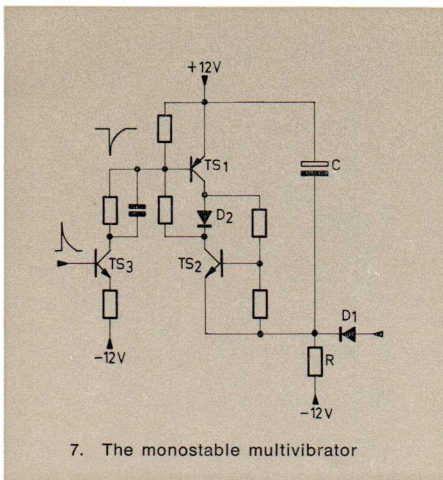 +12V
TS1
C
D2
TS3
TS2
D1
R
-12V
-12V
7. The monostable multivibrator